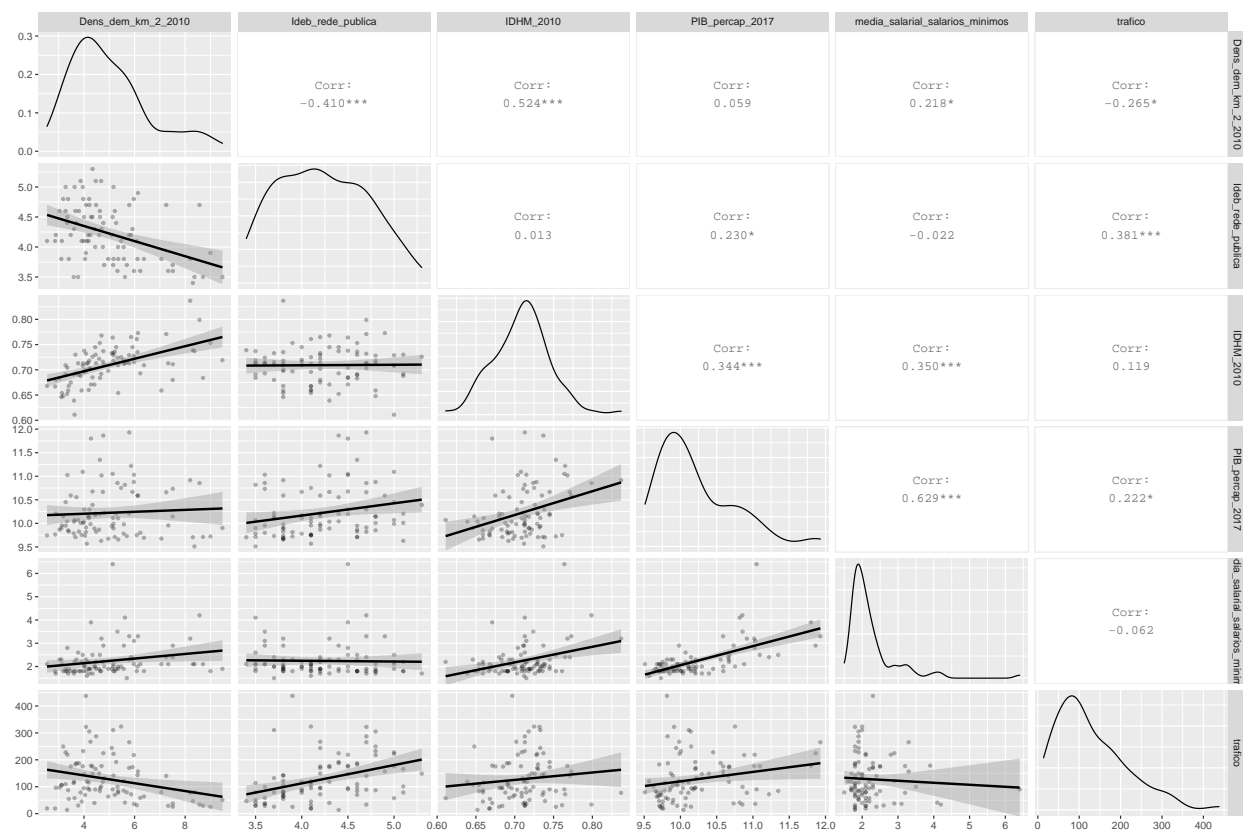 Dens_dem_km_2_2010 Ideb_rede_publica IDHM_2010 PIB_percap_2017 media_salarial_salarios_minimos trafico
0.3
0.2
0.1
0.0
Corr:
-0.410***
Corr:
0.524***
Corr:
0.059
Corr:
0.218*
Corr:
-0.265*
Dens_dem_km_2_2010
5.0
4.5
4.0
3.5
Corr:
0.013
Corr:
0.230*
Corr:
-0.022
Corr:
0.381***
Ideb_rede_publica
0.80
0.75
0.70
0.65
0.60
Corr:
0.344***
Corr:
0.350***
Corr:
0.119
IDHM_2010
12.0
11.5
11.0
10.5
10.0
9.5
Corr:
0.629***
Corr:
0.222*
PIB_percap_2017
6
5
4
3
2
Corr:
-0.062
dia_salarial_salarios_minin
400
300
200
100
0
trafico
4 6 8 3.5 4.0 4.5 5.0 0.60 0.70 0.80 9.5 10.0 10.5 11.0 11.5 12.0 2 4 6 0 100 200 300 400